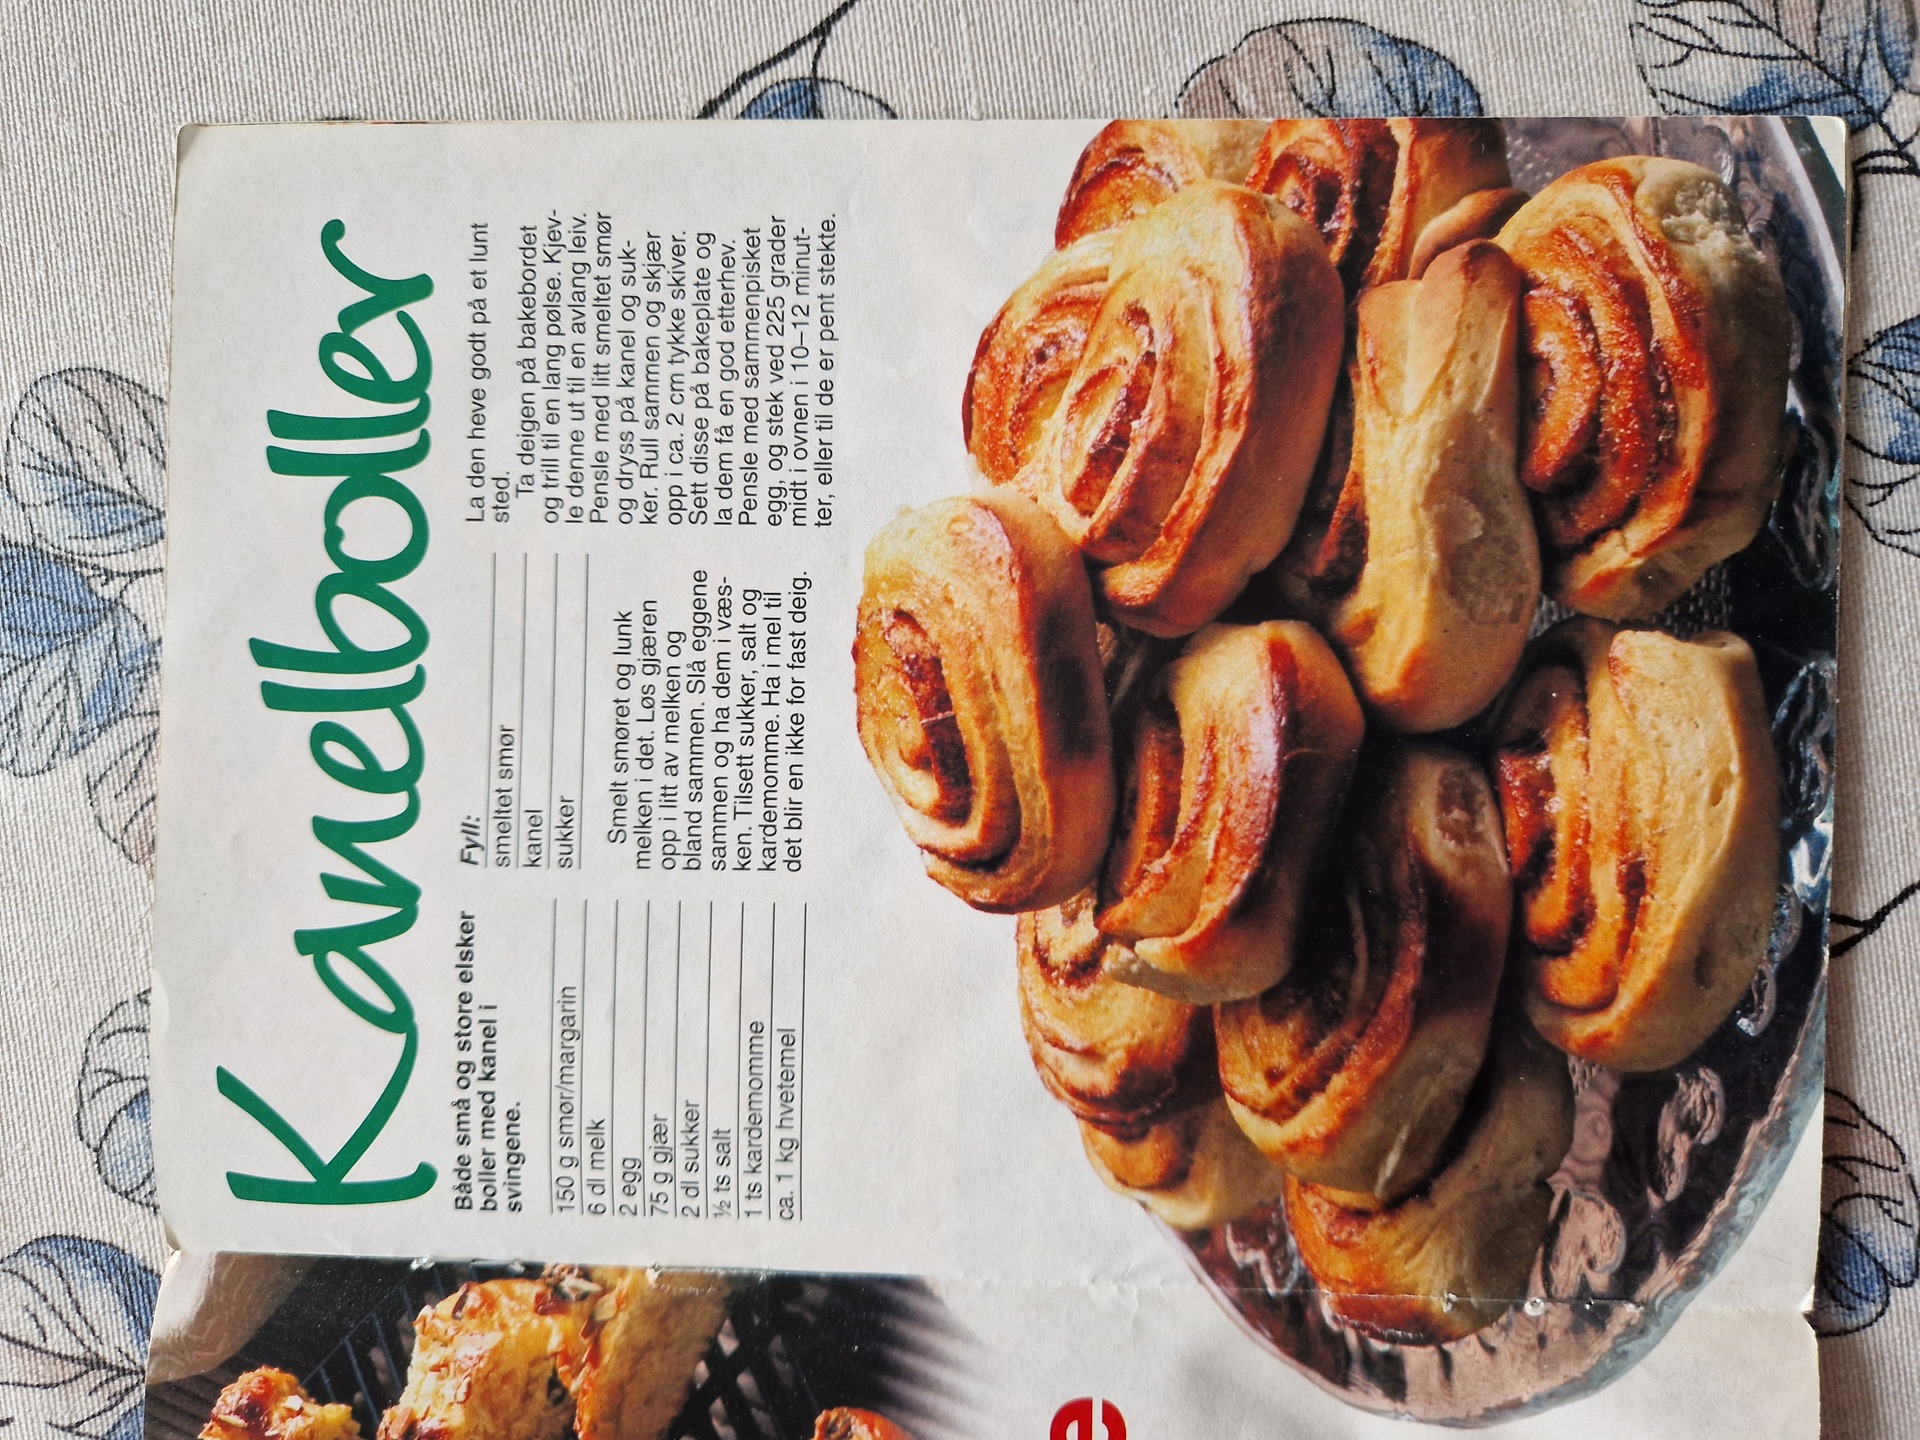 Kanelboller
Både små og store elsker
boller med kanel i
svingene.
150 g smør/margarin
6 dl melk
2 egg
75 g gjær
2 dl sukker
½ ts salt
1 ts kardemomme
ca. 1 kg hvetemel
Fyll:
smeltet smør
kanel
sukker
Smelt smøret og lunk
melken i det. Løs gjæren
opp i litt av melken og
bland sammen. Slå eggene
sammen og ha dem i væs-
ken. Tilsett sukker, salt og
kardemomme. Ha i mel til
det blir en ikke for fast deig.
La den heve godt på et lunt
sted.
Ta deigen på bakebordet
og trill til en lang pølse. Kjev-
le denne ut til en avlang leiv.
Pensle med litt smeltet smør
og dryss på kanel og suk-
ker. Rull sammen og skjær
opp i ca. 2 cm tykke skiver.
Sett disse på bakeplate og
la dem få en god etterhev.
Pensle med sammenpisket
egg, og stek ved 225 grader
midt i ovnen i 10–12 minut-
ter, eller til de er pent stekte.
e